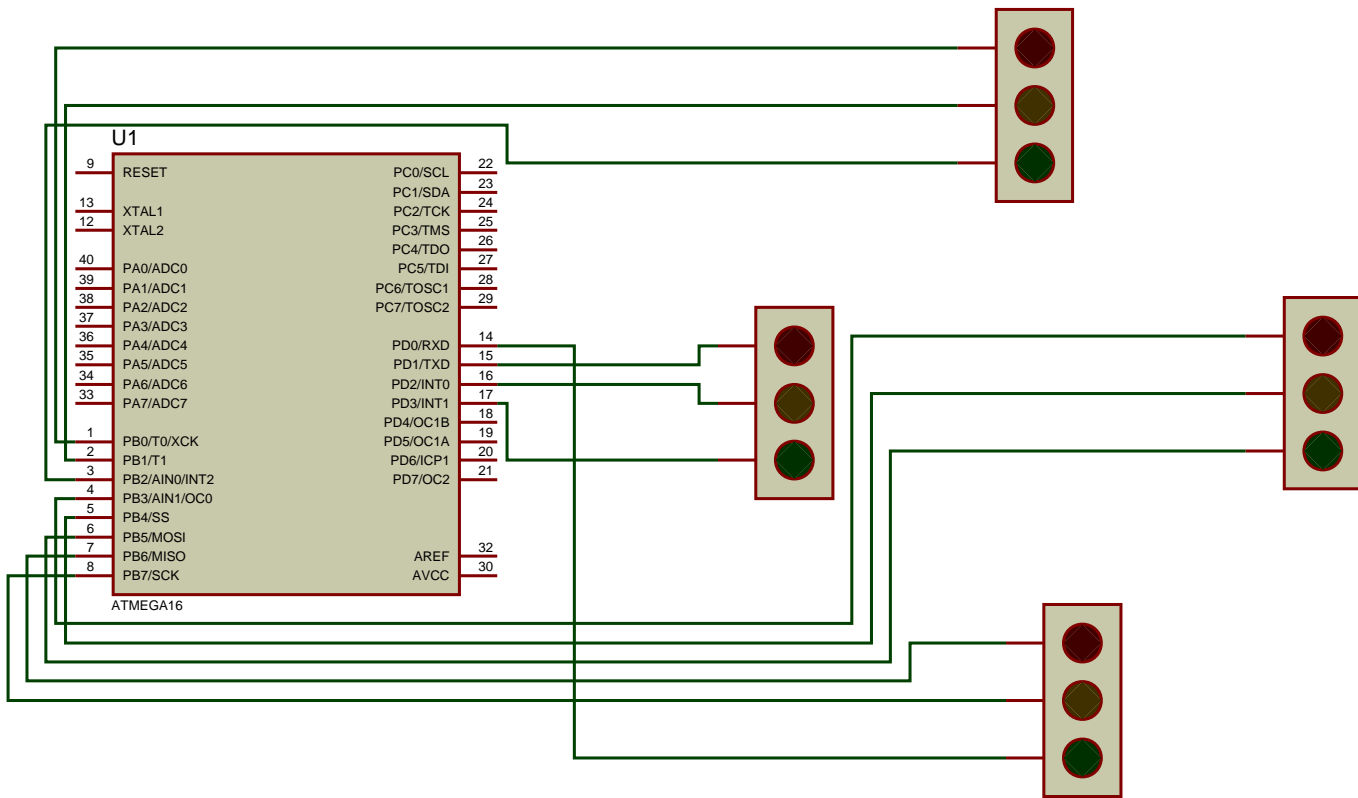 U1
9 RESET PC0/SCL 22
PC1/SDA 23
13 XTAL1 PC2/TCK 24
12 XTAL2 PC3/TMS 25
PC4/TDO 26
40 PA0/ADC0 PC5/TDI 27
39 PA1/ADC1 PC6/TOSC1 28
38 PA2/ADC2 PC7/TOSC2 29
37 PA3/ADC3
36 PA4/ADC4 PD0/RXD 14
35 PA5/ADC5 PD1/TXD 15
34 PA6/ADC6 PD2/INT0 16
33 PA7/ADC7 PD3/INT1 17
PD4/OC1B 18
1 PB0/T0/XCK PD5/OC1A 19
2 PB1/T1 PD6/ICP1 20
3 PB2/AIN0/INT2 PD7/OC2 21
4 PB3/AIN1/OC0
5 PB4/SS
6 PB5/MOSI
7 PB6/MISO AREF 32
8 PB7/SCK AVCC 30
ATMEGA16